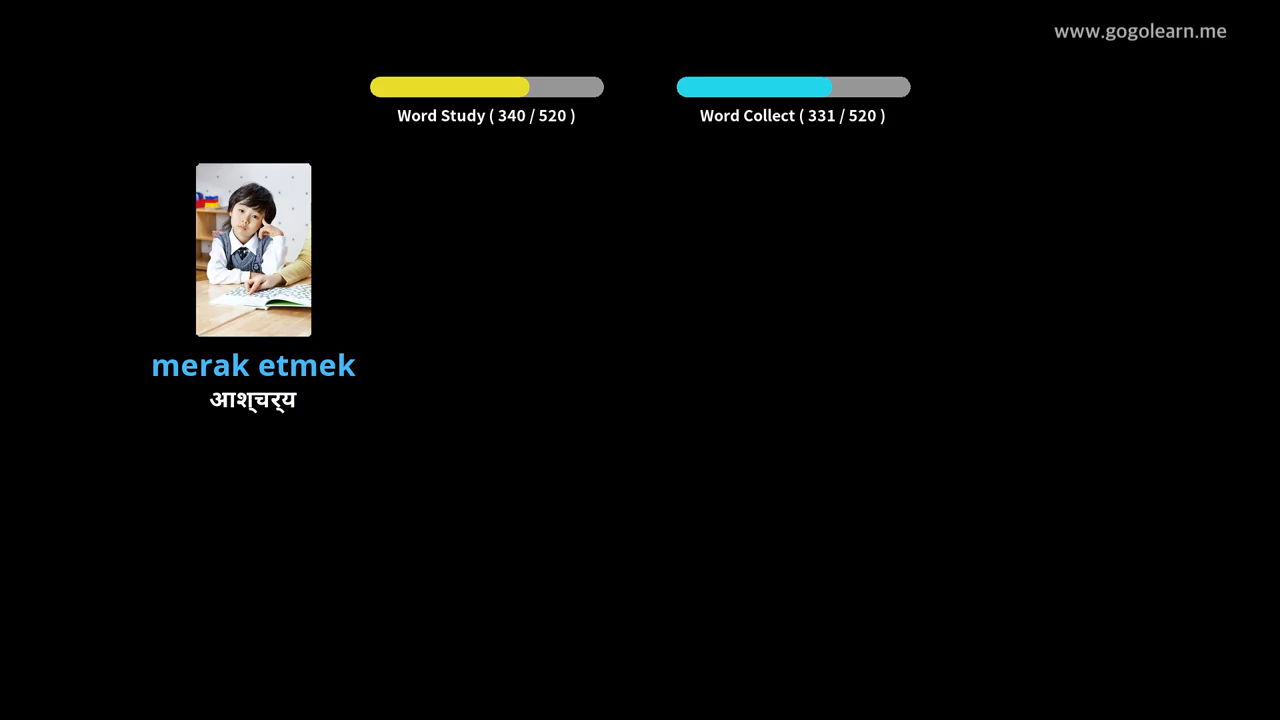 www.gogolearn.me
Word Study ( 340 / 520 )
Word Collect ( 331 / 520 )
merak etmek
आश्चर्य